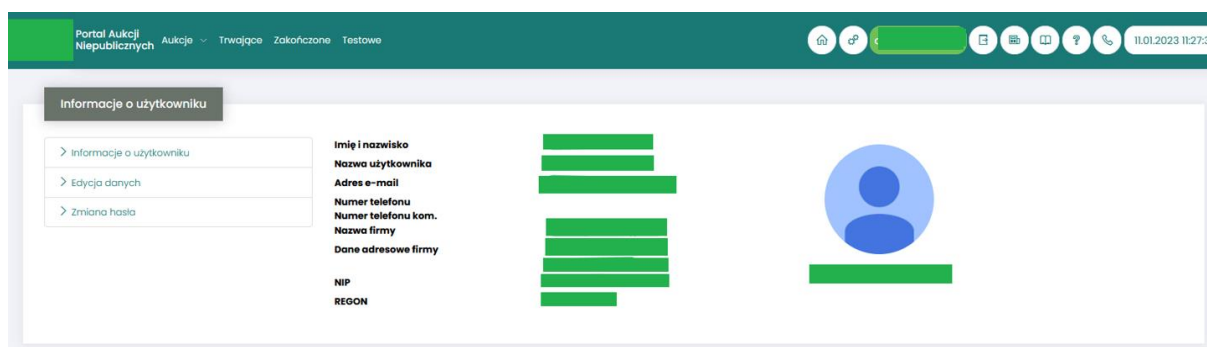 Portal Aukcji
Niepublicznych
Aukcje Trwające Zakończone Testowe
? 11.01.2023 11:27:3
Informacje o użytkowniku
Informacje o użytkowniku
Edycja danych
Zmiana hasła
Imię i nazwisko
Nazwa użytkownika
Adres e-mail
Numer telefonu
Numer telefonu kom.
Nazwa firmy
Dane adresowe firmy
NIP
REGON